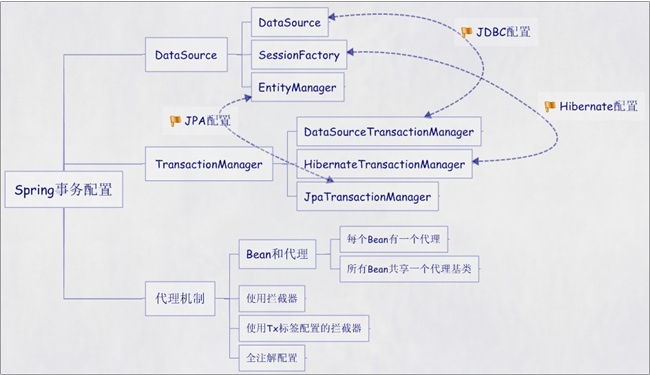 DataSource
JDBC配置
DataSource
SessionFactory
EntityManager
Hibernate配置
JPA配置
DataSourceTransactionManager
TransactionManager
HibernateTransactionManager
JpaTransactionManager
Spring事务配置
每个Bean有一个代理
Bean和代理
所有Bean共享一个代理基类
代理机制
使用拦截器
使用Tx标签配置的拦截器
全注解配置